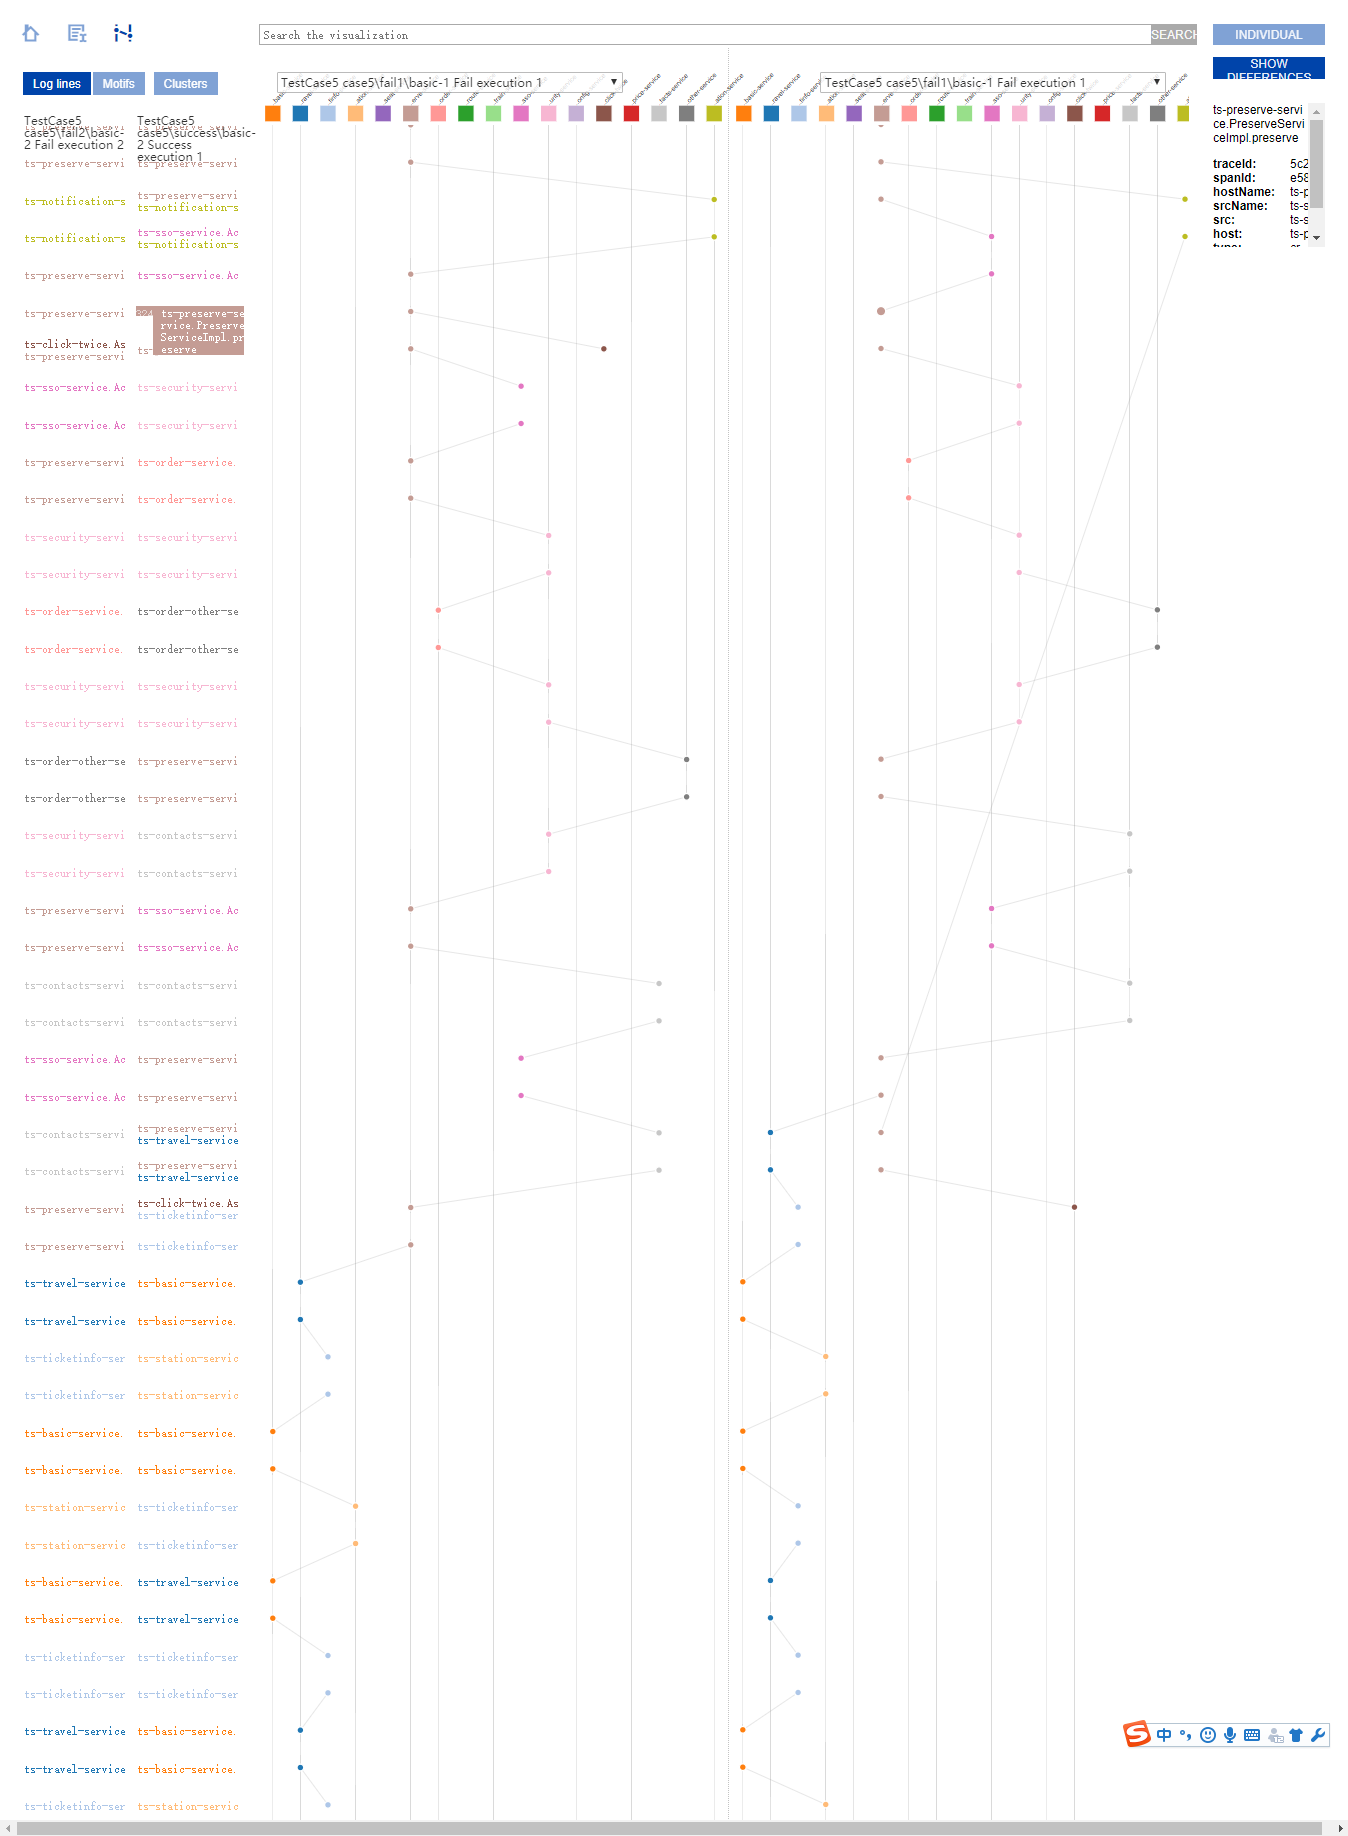 Search the visualization
SEARCH
INDIVIDUAL
SHOW
DIFFERENCES
Log lines
Motifs
Clusters
TestCase5 case5\fail1\basic-1 Fail execution 1
TestCase5 case5\fail1\basic-1 Fail execution 1
TestCase5
case5\fail2\basic-
2 Fail execution 2
TestCase5
case5\success\basic-
2 Success
execution 1
ts-preserve-servi
ce.PreserveServi
ceImpl.preserve
traceId: 5c2
spanId: e58
hostName: ts-p
srcName: ts-s
src: ts-s
host: ts-p
ts-preserve-servi ts-preserve-servi
ts-preserve-servi
ts-notification-s ts-notification-s
ts-sso-service.Ac
ts-notification-s ts-notification-s
ts-preserve-servi ts-sso-service.Ac
ts-preserve-servi 324 ts-preserve-se
rvice.Preserve
ServiceImpl.pr
eserve
ts-click-twice.As
ts-preserve-servi ts-
ts-sso-service.Ac ts-security-servi
ts-sso-service.Ac ts-security-servi
ts-preserve-servi ts-order-service.
ts-preserve-servi ts-order-service.
ts-security-servi ts-security-servi
ts-security-servi ts-security-servi
ts-order-service. ts-order-other-se
ts-order-service. ts-order-other-se
ts-security-servi ts-security-servi
ts-security-servi ts-security-servi
ts-order-other-se ts-preserve-servi
ts-order-other-se ts-preserve-servi
ts-security-servi ts-contacts-servi
ts-security-servi ts-contacts-servi
ts-preserve-servi ts-sso-service.Ac
ts-preserve-servi ts-sso-service.Ac
ts-contacts-servi ts-contacts-servi
ts-contacts-servi ts-contacts-servi
ts-sso-service.Ac ts-preserve-servi
ts-sso-service.Ac ts-preserve-servi
ts-preserve-servi
ts-contacts-servi ts-travel-service
ts-preserve-servi
ts-contacts-servi ts-travel-service
ts-click-twice.As
ts-preserve-servi ts-ticketinfo-ser
ts-preserve-servi ts-ticketinfo-ser
ts-travel-service ts-basic-service.
ts-travel-service ts-basic-service.
ts-ticketinfo-ser ts-station-servic
ts-ticketinfo-ser ts-station-servic
ts-basic-service. ts-basic-service.
ts-basic-service. ts-basic-service.
ts-station-servic ts-ticketinfo-ser
ts-station-servic ts-ticketinfo-ser
ts-basic-service. ts-travel-service
ts-basic-service. ts-travel-service
ts-ticketinfo-ser ts-ticketinfo-ser
ts-ticketinfo-ser ts-ticketinfo-ser
ts-travel-service ts-basic-service.
ts-travel-service ts-basic-service.
ts-ticketinfo-ser ts-station-servic
中